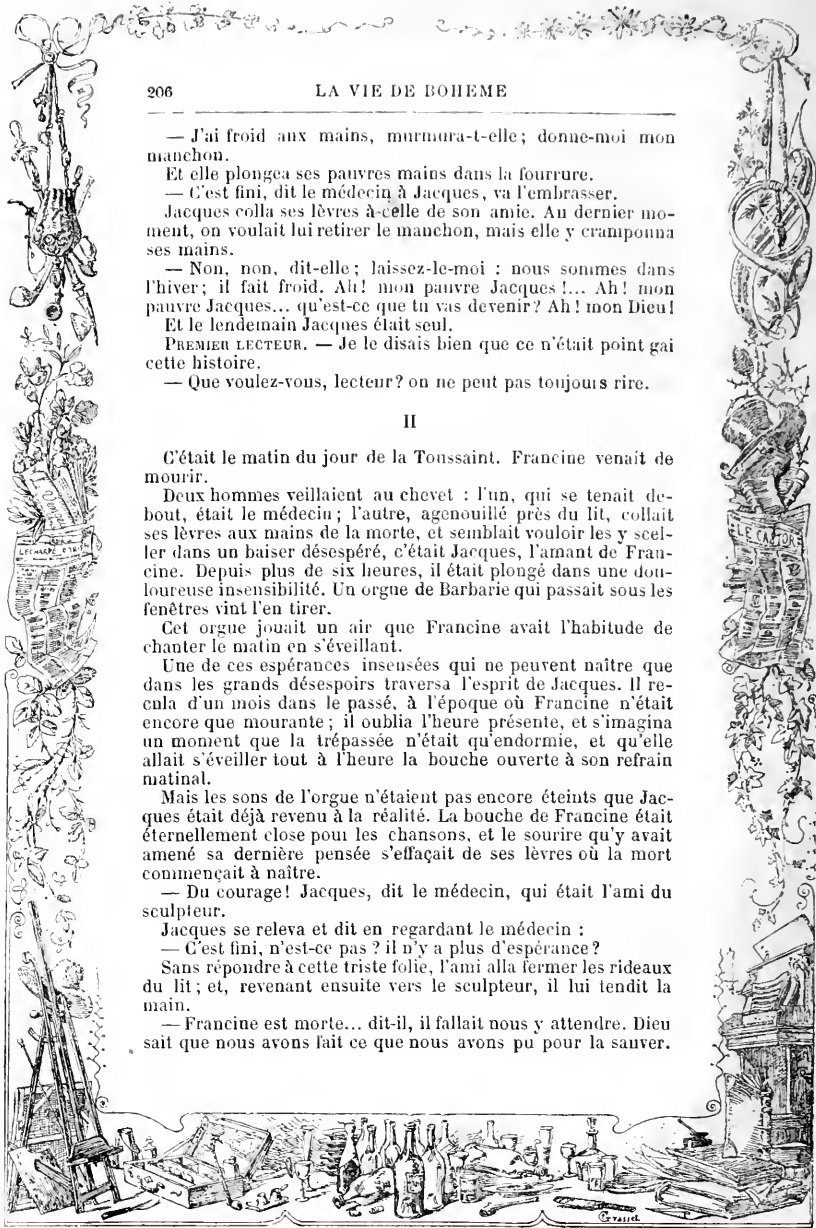 206 LA VIE DE BOHEME
— J'ai froid aux mains, murmura-t-elle; donne-moi mon
manchon.
Et elle plongea ses pauvres mains dans la fourrure.
— C'est fini, dit le médecin à Jacques, va l'embrasser.
Jacques colla ses lèvres à celle de son amie. Au dernier mo-
ment, on voulait lui retirer le manchon, mais elle y cramponna
ses mains.
— Non, non, dit-elle; laissez-le-moi : nous sommes dans
l'hiver; il fait froid. Ah! mon pauvre Jacques!... Ah! mon
pauvre Jacques... qu'est-ce que tu vas devenir? Ah! mon Dieu!
Et le lendemain Jacques était seul.
PREMIER LECTEUR. — Je le disais bien que ce n'était point gai
cette histoire.
— Que voulez-vous, lecteur? on ne peut pas toujours rire.
II
C'était le matin du jour de la Toussaint. Francine venait de
mourir.
Deux hommes veillaient au chevet : l'un, qui se tenait de-
bout, était le médecin; l'autre, agenouillé près du lit, collait
ses lèvres aux mains de la morte, et semblait vouloir les y scel-
ler dans un baiser désespéré, c'était Jacques, l'amant de Fran-
cine. Depuis plus de six heures, il était plongé dans une dou-
loureuse insensibilité. Un orgue de Barbarie qui passait sous les
fenêtres vint l'en tirer.
Cet orgue jouait un air que Francine avait l'habitude de
chanter le matin en s'éveillant.
Une de ces espérances insensées qui ne peuvent naître que
dans les grands désespoirs traversa l'esprit de Jacques. Il re-
cula d'un mois dans le passé, à l'époque où Francine n'était
encore que mourante; il oublia l'heure présente, et s'imagina
un moment que la trépassée n'était qu'endormie, et qu'elle
allait s'éveiller tout à l'heure la bouche ouverte à son refrain
matinal.
Mais les sons de l'orgue n'étaient pas encore éteints que Jac-
ques était déjà revenu à la réalité. La bouche de Francine était
éternellement close pour les chansons, et le sourire qu'y avait
amené sa dernière pensée s'effaçait de ses lèvres où la mort
commençait à naître.
— Du courage! Jacques, dit le médecin, qui était l'ami du
sculpteur.
Jacques se releva et dit en regardant le médecin :
— C'est fini, n'est-ce pas? il n'y a plus d'espérance?
Sans répondre à cette triste folie, l'ami alla fermer les rideaux
du lit; et, revenant ensuite vers le sculpteur, il lui tendit la
main.
— Francine est morte... dit-il, il fallait nous y attendre. Dieu
sait que nous avons fait ce que nous avons pu pour la sauver.
LE CASTOR
Grasset